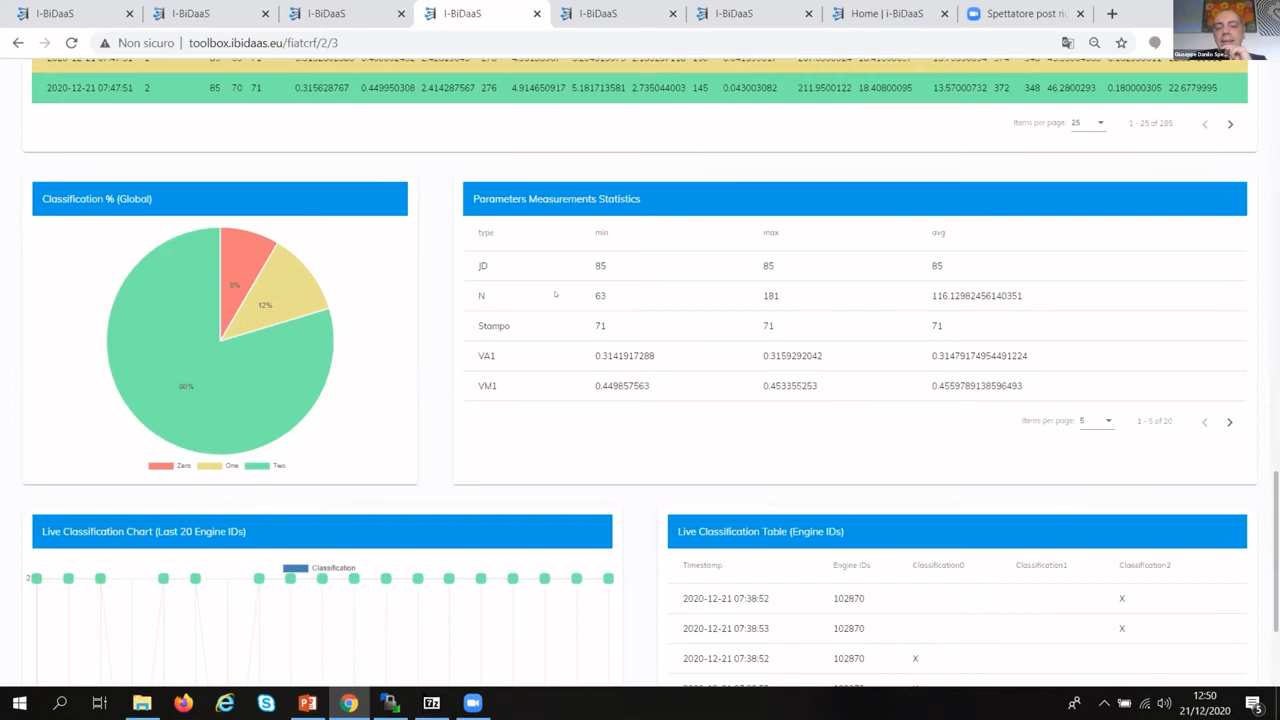 I-BiDaaS I-BiDaaS I-BiDaaS I-BiDaaS I-BiDaaS I-BiDaaS Home | i-BiDaaS Spettatore post ri
Non sicuro toolbox.ibidaas.eu/fiatcrf/2/3
Giuseppe Danilo Spe...
2020-12-21 07:47:51 2 85 70 71 0.315628767 0.449950308 2.414287567 276 4.914650917 5.181713581 2.735044003 145 0.043003082 211.9500122 18.40800095 13.57000732 372 348 46.2800293 0.180000305 22.6779995
Items per page: 25 1 - 25 of 285
Classification % (Global)
Parameters Measurements Statistics
type min max avg
JD 85 85 85
N 63 181 116.12982456140351
Stampo 71 71 71
VA1 0.3141917288 0.3159292042 0.31479174954491224
VM1 0.449857563 0.453355253 0.4559789138596493
12%
80%
Zero One Two
Items per page: 5 1 - 5 of 20
Live Classification Chart (Last 20 Engine IDs)
Classification
2
Live Classification Table (Engine IDs)
Timestamp Engine IDs Classification0 Classification1 Classification2
2020-12-21 07:38:52 102870 X
2020-12-21 07:38:53 102870 X
2020-12-21 07:38:52 102870 X
12:50
21/12/2020
5